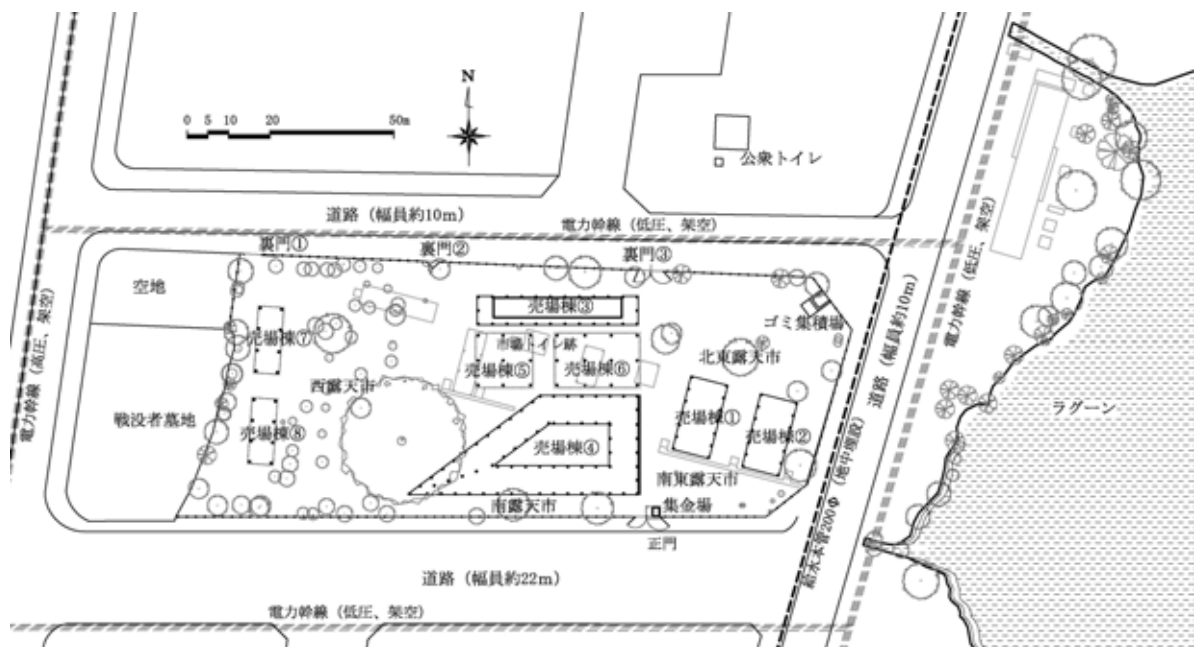 N
0 5 10 20 50m
公衆トイレ
道路（幅員約10m）
電力幹線（低圧、架空）
裏門①
裏門②
裏門③
空地
売場棟③
ゴミ集積場
売場棟⑦
市場トイレ跡
売場棟⑤
売場棟⑥
北東露天市
西露天市
売場棟①
売場棟②
戦没者墓地
売場棟⑧
売場棟④
南東露天市
南露天市
集金場
正門
道路（幅員約22m）
電力幹線（低圧、架空）
電力幹線（高圧、架空）
道路（幅員約10m）
電力幹線（低圧、架空）
給水本管200Φ（地中埋設）
ラグーン